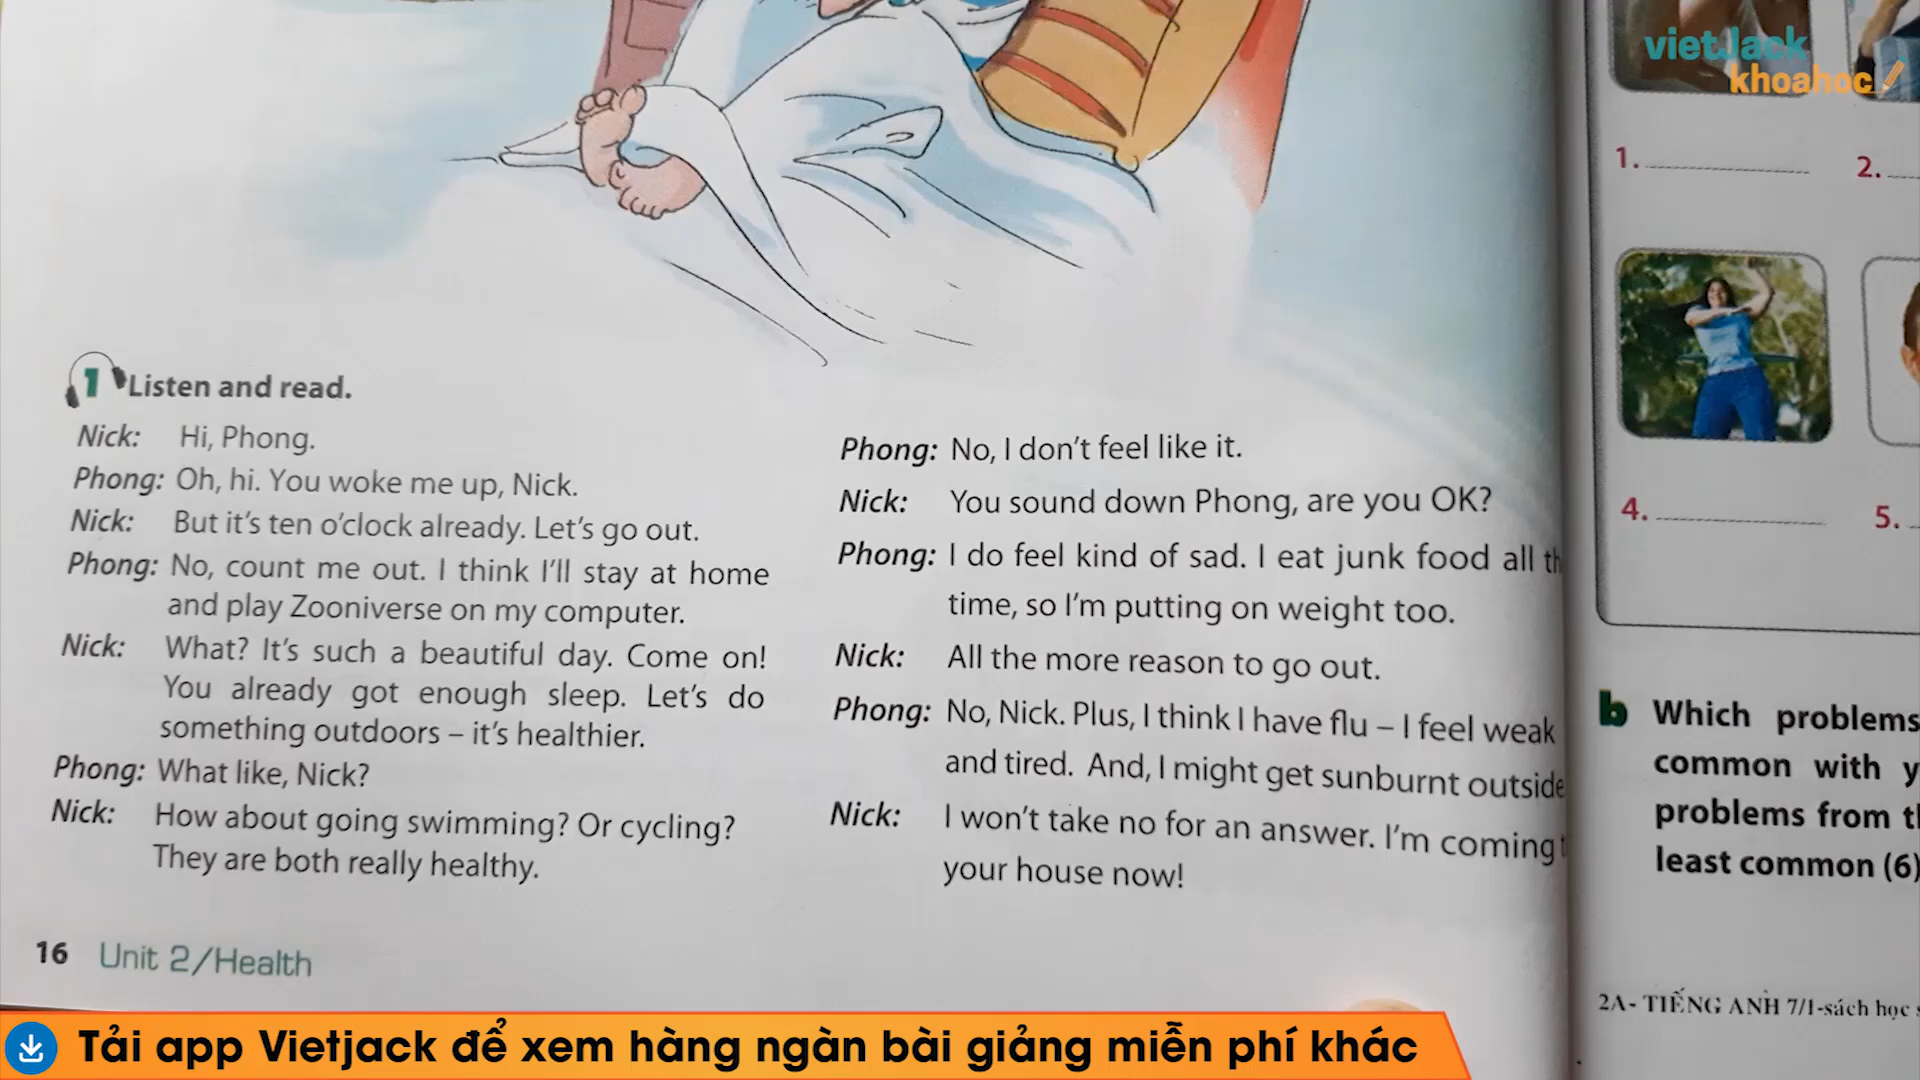 vietJack
khoahoc
1 Listen and read.
Nick: Hi, Phong.
Phong: Oh, hi. You woke me up, Nick.
Nick: But it's ten o'clock already. Let's go out.
Phong: No, count me out. I think I'll stay at home
and play Zooniverse on my computer.
Nick: What? It's such a beautiful day. Come on!
You already got enough sleep. Let's do
something outdoors – it's healthier.
Phong: What like, Nick?
Nick: How about going swimming? Or cycling?
They are both really healthy.
Phong: No, I don't feel like it.
Nick: You sound down Phong, are you OK?
Phong: I do feel kind of sad. I eat junk food all
time, so I'm putting on weight too.
Nick: All the more reason to go out.
Phong: No, Nick. Plus, I think I have flu – I feel weak
and tired. And, I might get sunburnt outside
Nick: I won't take no for an answer. I'm coming
your house now!
16 Unit 2/Health
1.
2.
4.
5.
b Which problems
common with
problems from
least common (6)
2A- TIẾNG ANH 7/1-sách học
Tải app Vietjack để xem hàng ngàn bài giảng miễn phí khác